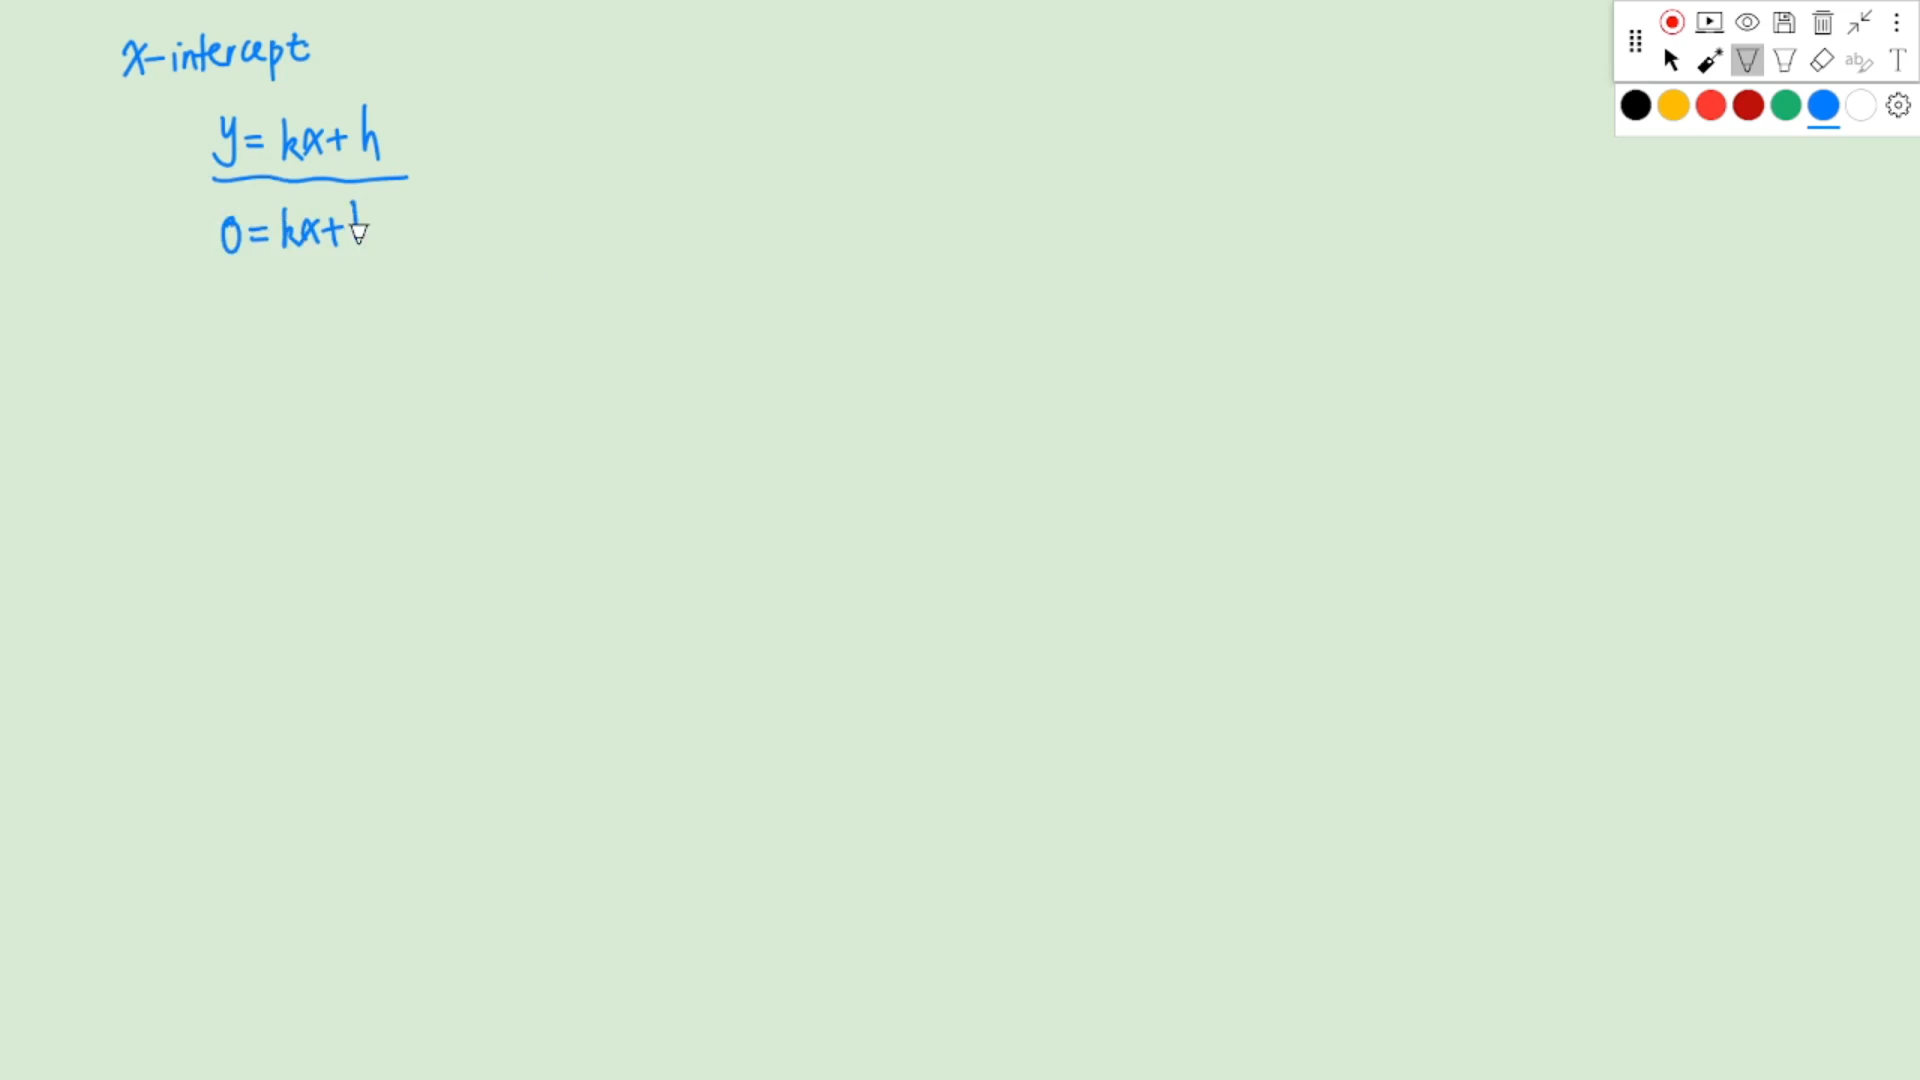 x-intercept
y = kx + h
0 = kx +